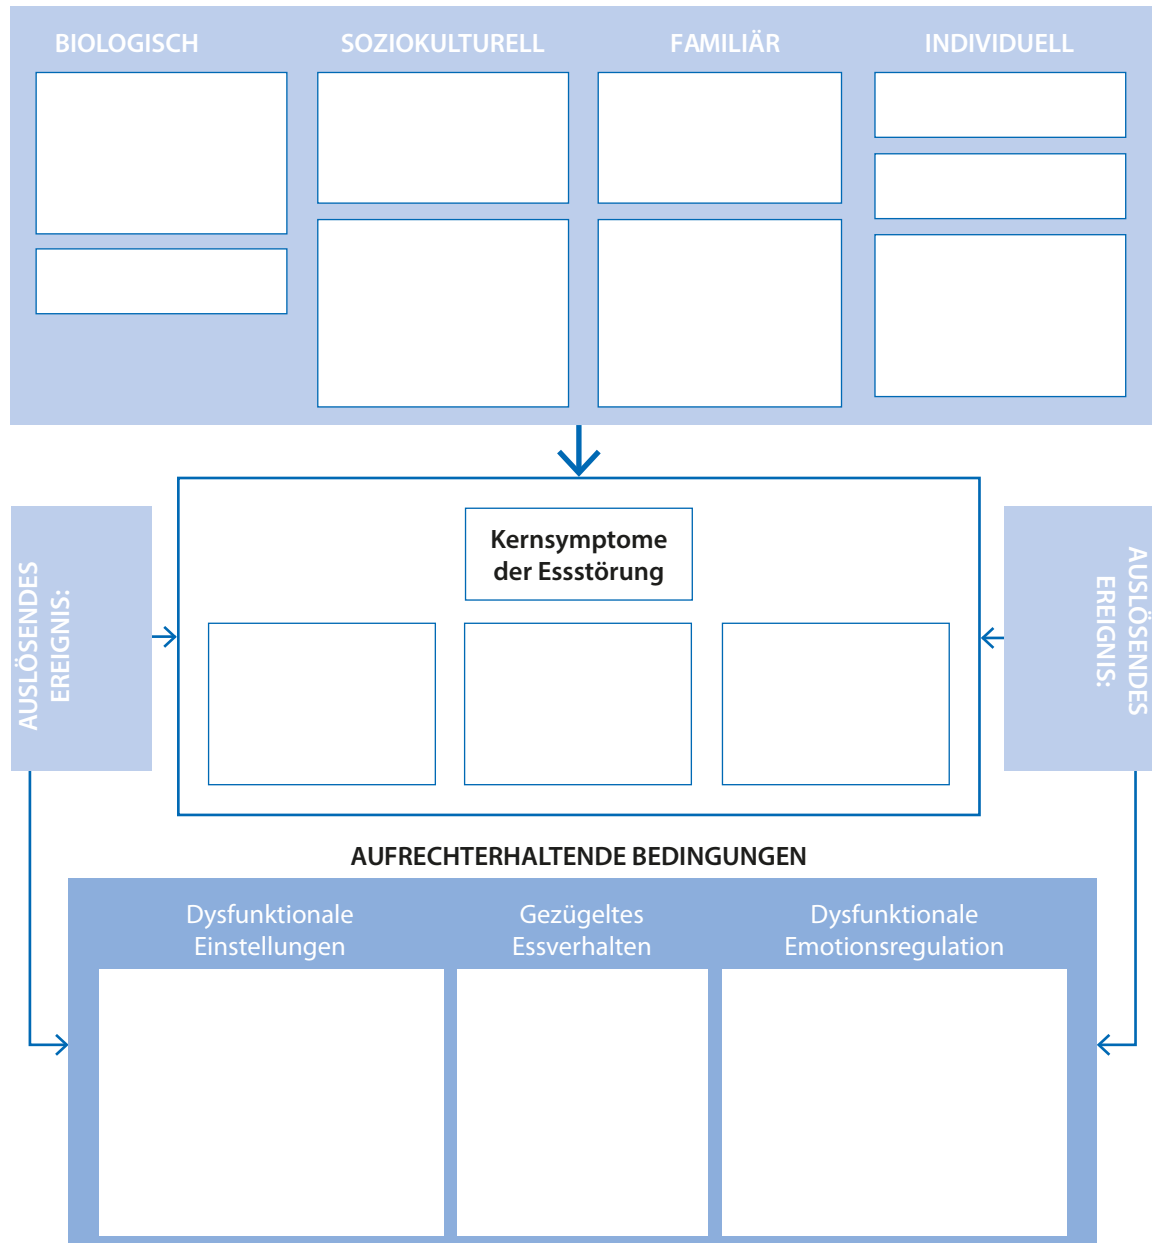 BIOLOGISCH
SOZIOKULTURELL
FAMILIÄR
INDIVIDUELL
Kernsymptome
der Essstörung
AUSLÖSENDES
EREIGNIS:
AUSLÖSENDES
EREIGNIS:
AUFRECHTERHALTENDE BEDINGUNGEN
Dysfunktionale
Einstellungen
Gezügeltes
Essverhalten
Dysfunktionale
Emotionsregulation